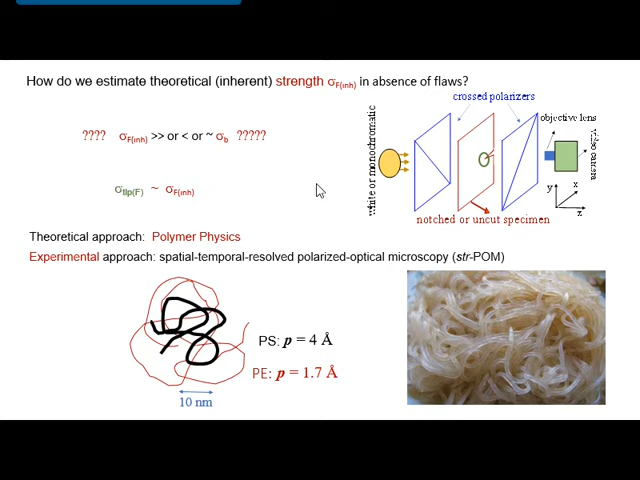 How do we estimate theoretical (inherent) strength σF(inh) in absence of flaws?
crossed polarizers
???? σF(inh) >> or < or ~ σb ?????
white or monochromatic
objective lens
video camera
y
x
z
σtip(F) ~ σF(inh)
notched or uncut specimen
Theoretical approach: Polymer Physics
Experimental approach: spatial-temporal-resolved polarized-optical microscopy (str-POM)
PS: p = 4 Å
PE: p = 1.7 Å
10 nm